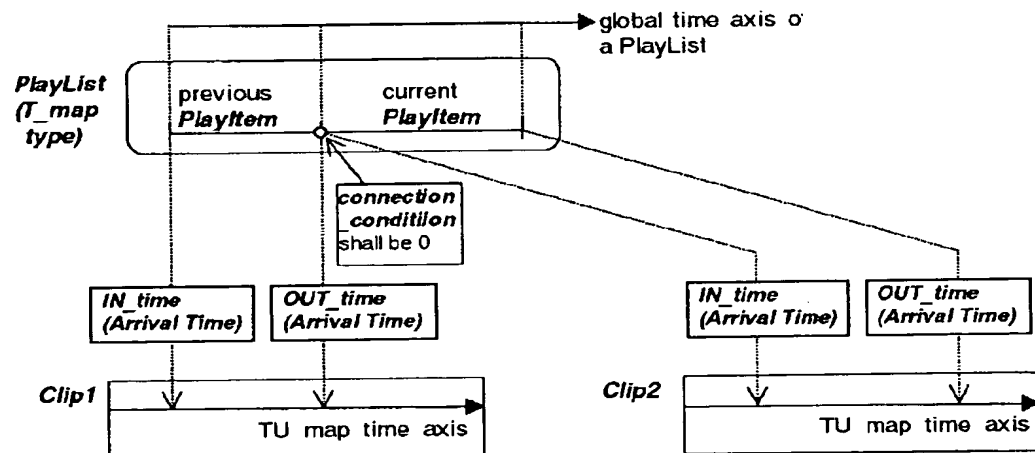 global time axis o
a PlayList
PlayList
(T_map
type)
previous
PlayItem
current
PlayItem
connection
_condition
shall be 0
IN_time
(Arrival Time)
OUT_time
(Arrival Time)
IN_time
(Arrival Time)
OUT_time
(Arrival Time)
Clip1
TU map time axis
Clip2
TU map time axis